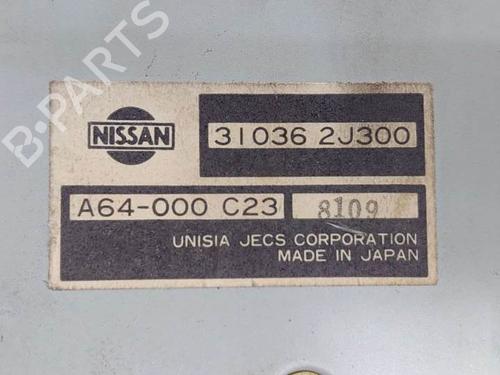 B-PARTS
NISSAN
31036 2J300
A64-000 C23
8109
UNISIA JECS CORPORATION
MADE IN JAPAN